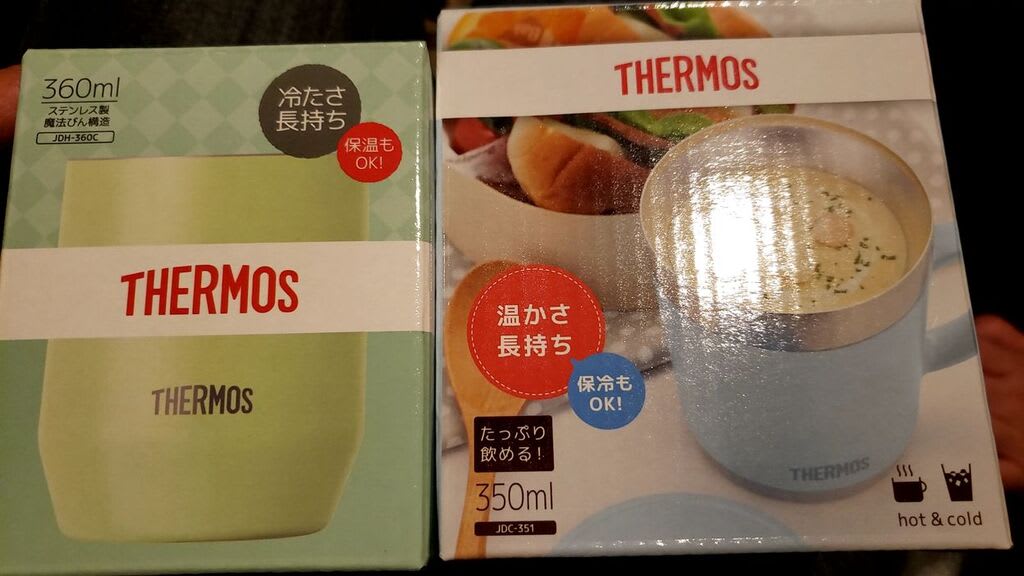 360ml
ステンレス製
魔法びん構造
JDH-360C
冷たさ
長持ち
保温も
OK!
THERMOS
THERMOS
THERMOS
温かさ
長持ち
保冷も
OK!
たっぷり
飲める!
350ml
JDC-351
THERMOS
hot & cold